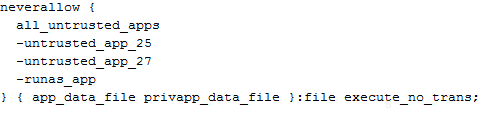 neverallow {
  all_untrusted_apps
  -untrusted_app_25
  -untrusted_app_27
  -runas_app
} { app_data_file privapp_data_file }:file execute_no_trans;